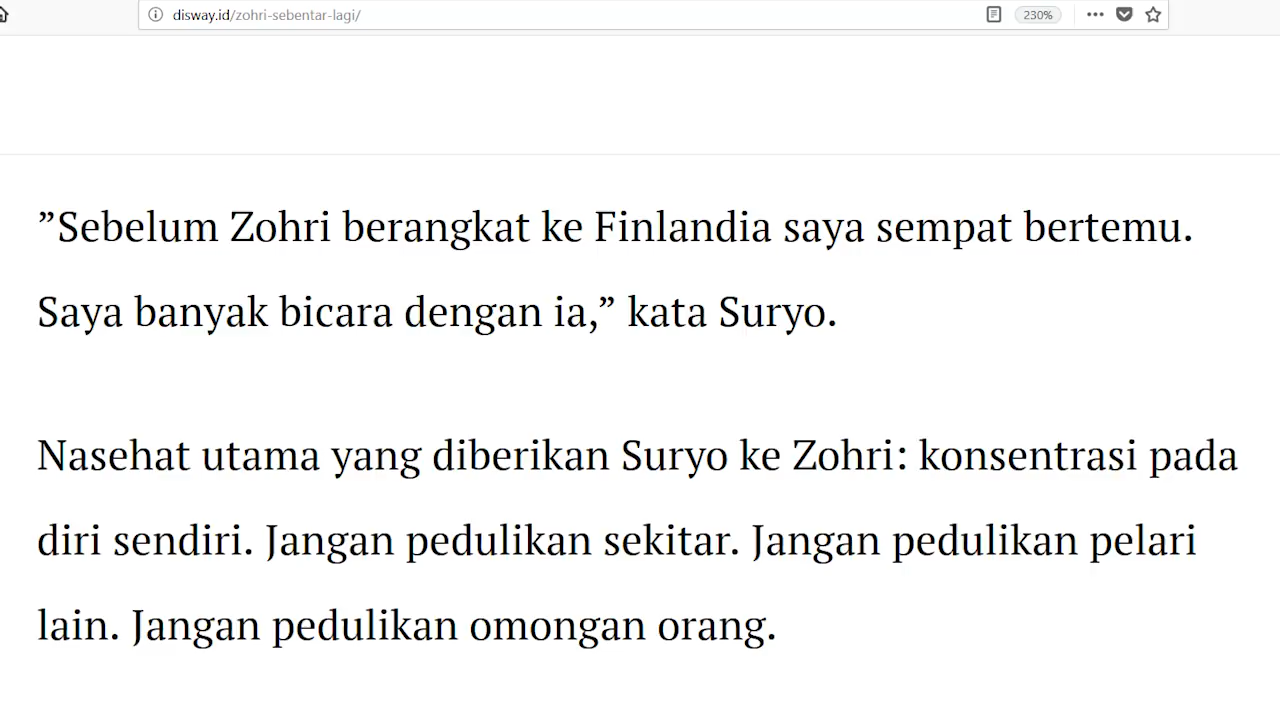 disway.id/zohri-sebentar-lagi/
230%
”Sebelum Zohri berangkat ke Finlandia saya sempat bertemu.
Saya banyak bicara dengan ia,” kata Suryo.
Nasehat utama yang diberikan Suryo ke Zohri: konsentrasi pada
diri sendiri. Jangan pedulikan sekitar. Jangan pedulikan pelari
lain. Jangan pedulikan omongan orang.